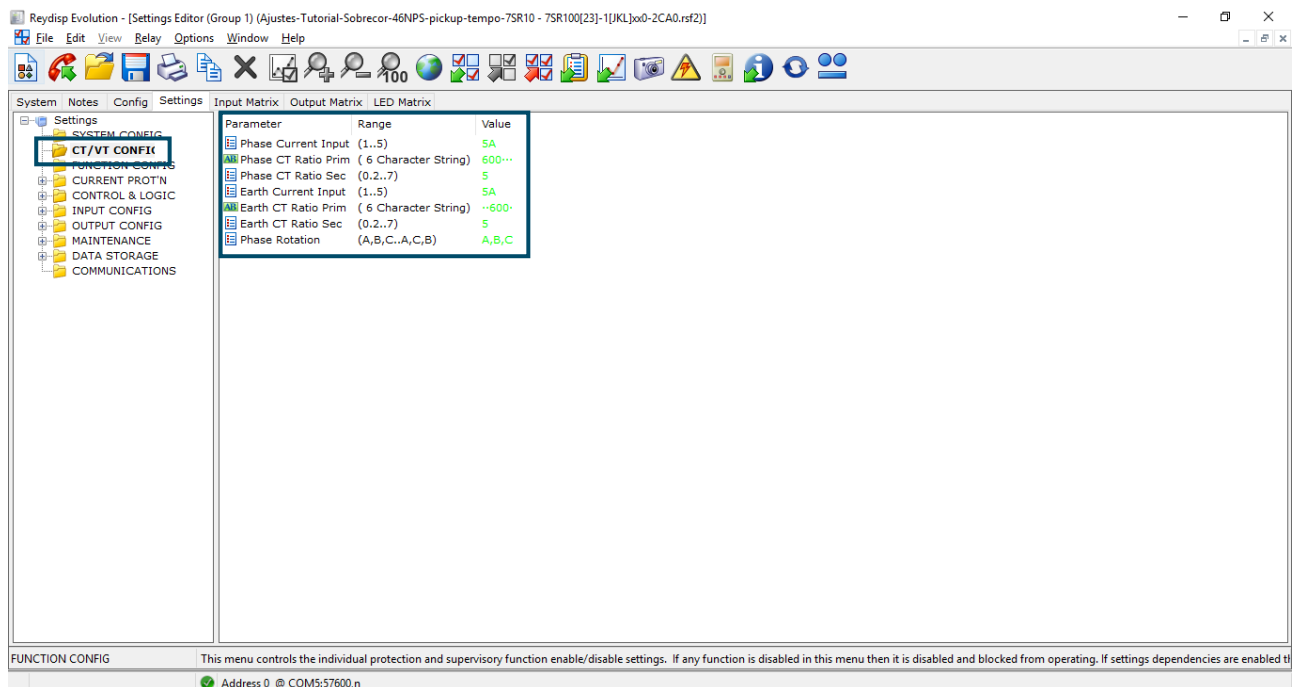 Reydisp Evolution - [Settings Editor (Group 1) (Ajustes-Tutorial-Sobrecor-46NPS-pickup-tempo-7SR10 - 7SR100[23]-1[JKL]xx0-2CA0.rsf2)]
File Edit View Relay Options Window Help
100
System Notes Config Settings Input Matrix Output Matrix LED Matrix
Settings
SYSTEM CONFIG
CT/VT CONFIG
FUNCTION CONFIG
CURRENT PROT'N
CONTROL & LOGIC
INPUT CONFIG
OUTPUT CONFIG
MAINTENANCE
DATA STORAGE
COMMUNICATIONS
Parameter Range Value
Phase Current Input (1..5) 5A
AB Phase CT Ratio Prim ( 6 Character String) 600···
Phase CT Ratio Sec (0.2..7) 5
Earth Current Input (1..5) 5A
AB Earth CT Ratio Prim ( 6 Character String) ··600·
Earth CT Ratio Sec (0.2..7) 5
Phase Rotation (A,B,C..A,C,B) A,B,C
FUNCTION CONFIG This menu controls the individual protection and supervisory function enable/disable settings. If any function is disabled in this menu then it is disabled and blocked from operating. If settings dependencies are enabled th
Address 0 @ COM5:57600,n